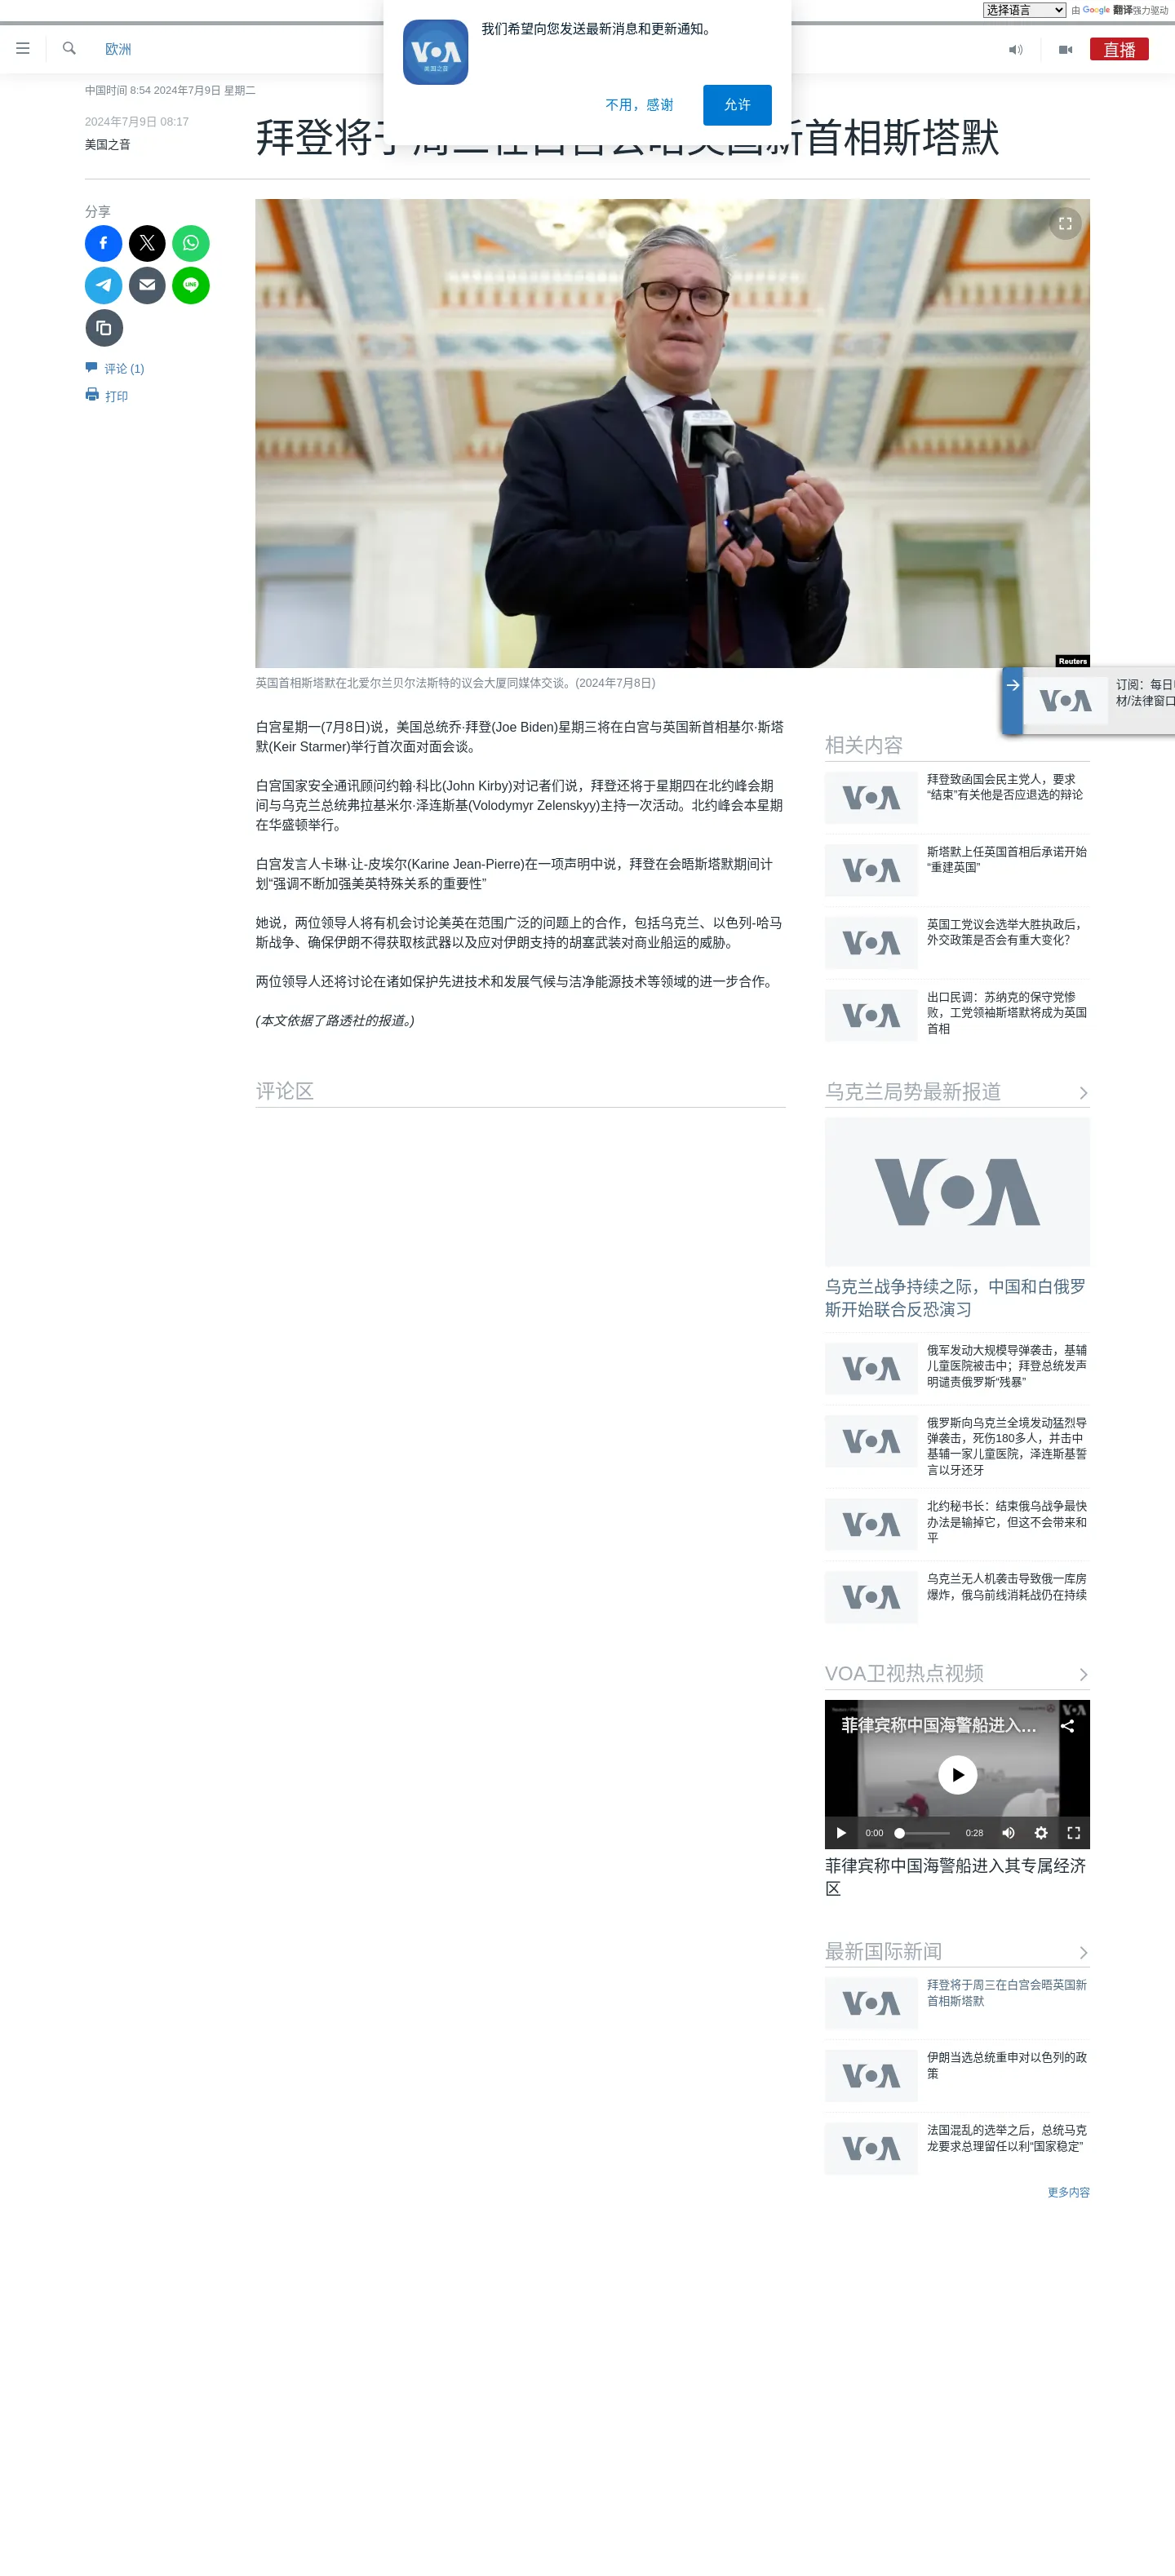 选择语言 由 Google 翻译强力驱动
我们希望向您发送最新消息和更新通知。
VOA
美国之音
不用，感谢
允许
欧洲
直播
中国时间 8:54 2024年7月9日 星期二
2024年7月9日 08:17
美国之音
拜登将于周三在白宫会晤英国新首相斯塔默
分享
评论 (1)
打印
Reuters
英国首相斯塔默在北爱尔兰贝尔法斯特的议会大厦同媒体交谈。(2024年7月8日)
白宫星期一(7月8日)说，美国总统乔·拜登(Joe Biden)星期三将在白宫与英国新首相基尔·斯塔
默(Keir Starmer)举行首次面对面会谈。
白宫国家安全通讯顾问约翰·科比(John Kirby)对记者们说，拜登还将于星期四在北约峰会期
间与乌克兰总统弗拉基米尔·泽连斯基(Volodymyr Zelenskyy)主持一次活动。北约峰会本星期
在华盛顿举行。
白宫发言人卡琳·让-皮埃尔(Karine Jean-Pierre)在一项声明中说，拜登在会晤斯塔默期间计
划“强调不断加强美英特殊关系的重要性”
她说，两位领导人将有机会讨论美英在范围广泛的问题上的合作，包括乌克兰、以色列-哈马
斯战争、确保伊朗不得获取核武器以及应对伊朗支持的胡塞武装对商业船运的威胁。
两位领导人还将讨论在诸如保护先进技术和发展气候与洁净能源技术等领域的进一步合作。
(本文依据了路透社的报道。)
评论区
VOA
订阅：每日
材/法律窗口
相关内容
VOA
拜登致函国会民主党人，要求
“结束”有关他是否应退选的辩论
VOA
斯塔默上任英国首相后承诺开始
“重建英国”
VOA
英国工党议会选举大胜执政后，
外交政策是否会有重大变化？
VOA
出口民调：苏纳克的保守党惨
败，工党领袖斯塔默将成为英国
首相
乌克兰局势最新报道
VOA
乌克兰战争持续之际，中国和白俄罗
斯开始联合反恐演习
VOA
俄军发动大规模导弹袭击，基辅
儿童医院被击中；拜登总统发声
明谴责俄罗斯“残暴”
VOA
俄罗斯向乌克兰全境发动猛烈导
弹袭击，死伤180多人，并击中
基辅一家儿童医院，泽连斯基誓
言以牙还牙
VOA
北约秘书长：结束俄乌战争最快
办法是输掉它，但这不会带来和
平
VOA
乌克兰无人机袭击导致俄一库房
爆炸，俄乌前线消耗战仍在持续
VOA卫视热点视频
菲律宾称中国海警船进入...
VOA
0:00
0:28
菲律宾称中国海警船进入其专属经济
区
最新国际新闻
VOA
拜登将于周三在白宫会晤英国新
首相斯塔默
VOA
伊朗当选总统重申对以色列的政
策
VOA
法国混乱的选举之后，总统马克
龙要求总理留任以利“国家稳定”
更多内容